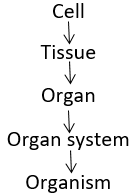 Cell
Tissue
Organ
Organ system
Organism